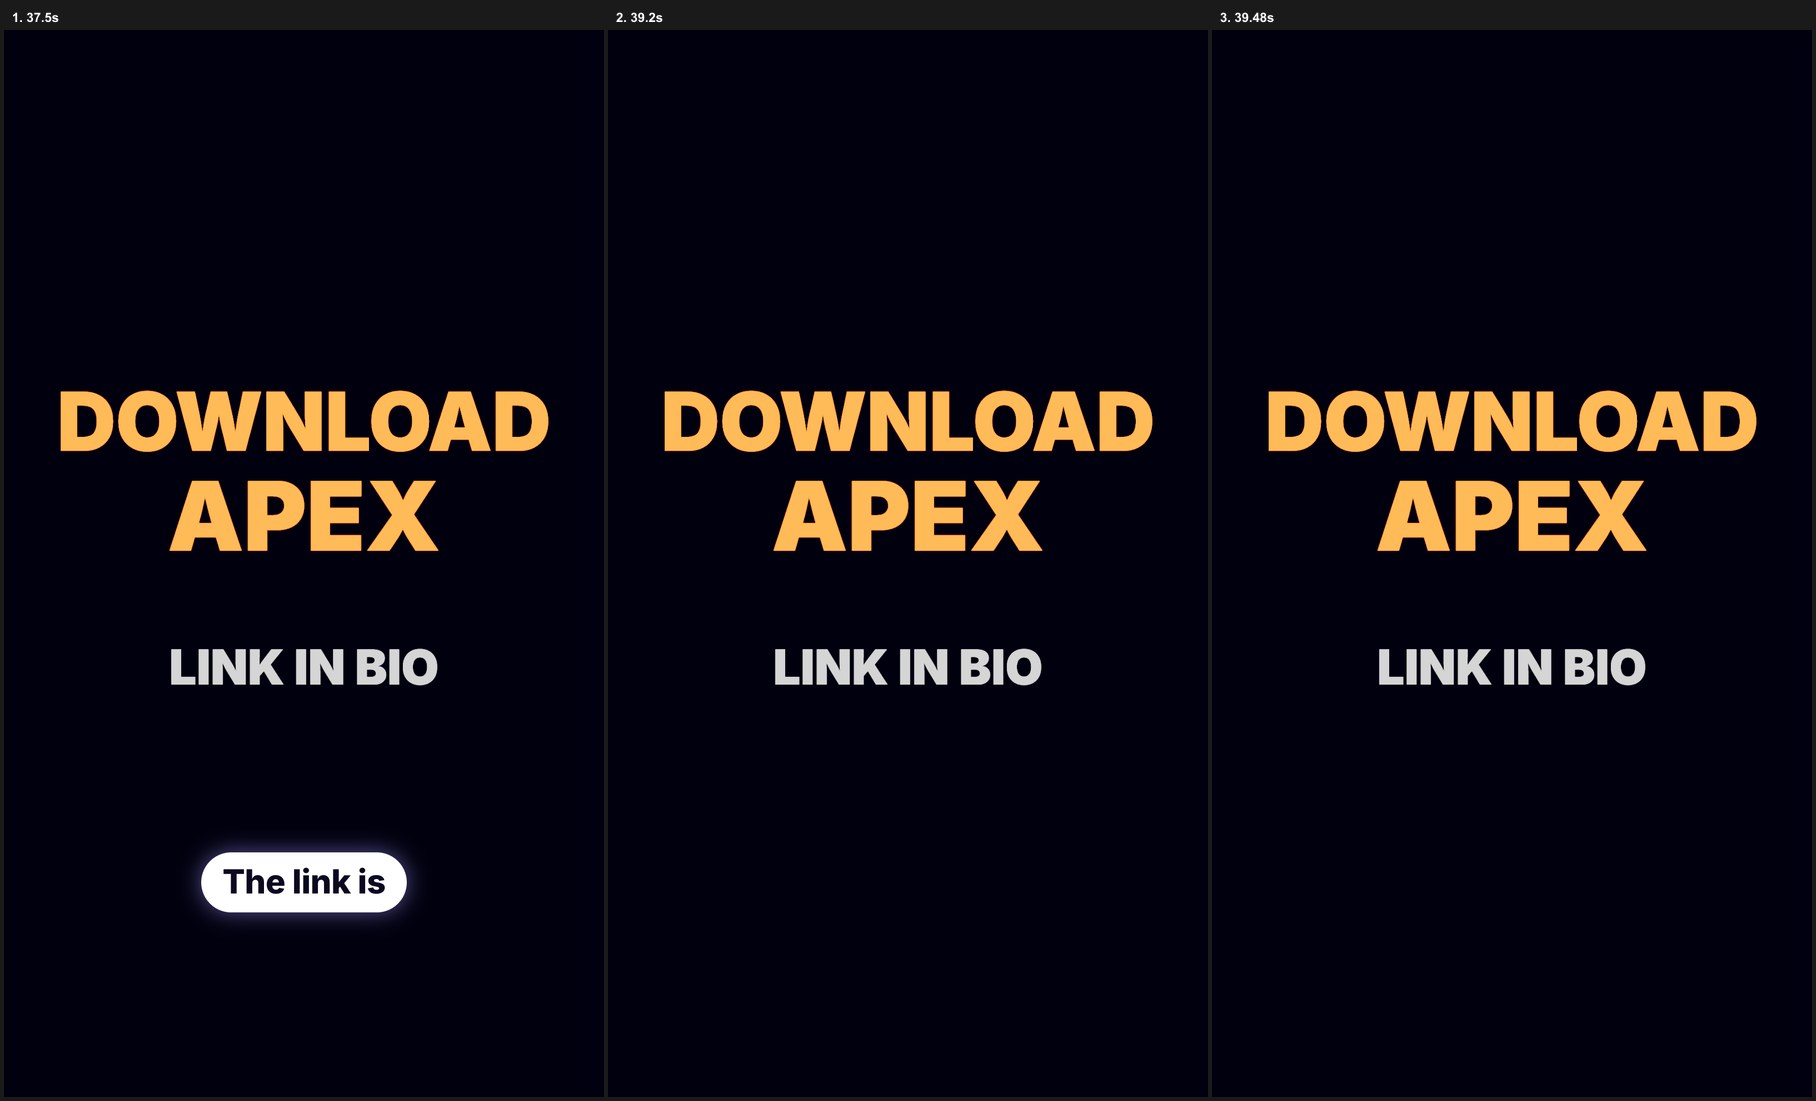 1. 37.5s
DOWNLOAD
APEX
LINK IN BIO
The link is
2. 39.2s
DOWNLOAD
APEX
LINK IN BIO
3. 39.48s
DOWNLOAD
APEX
LINK IN BIO